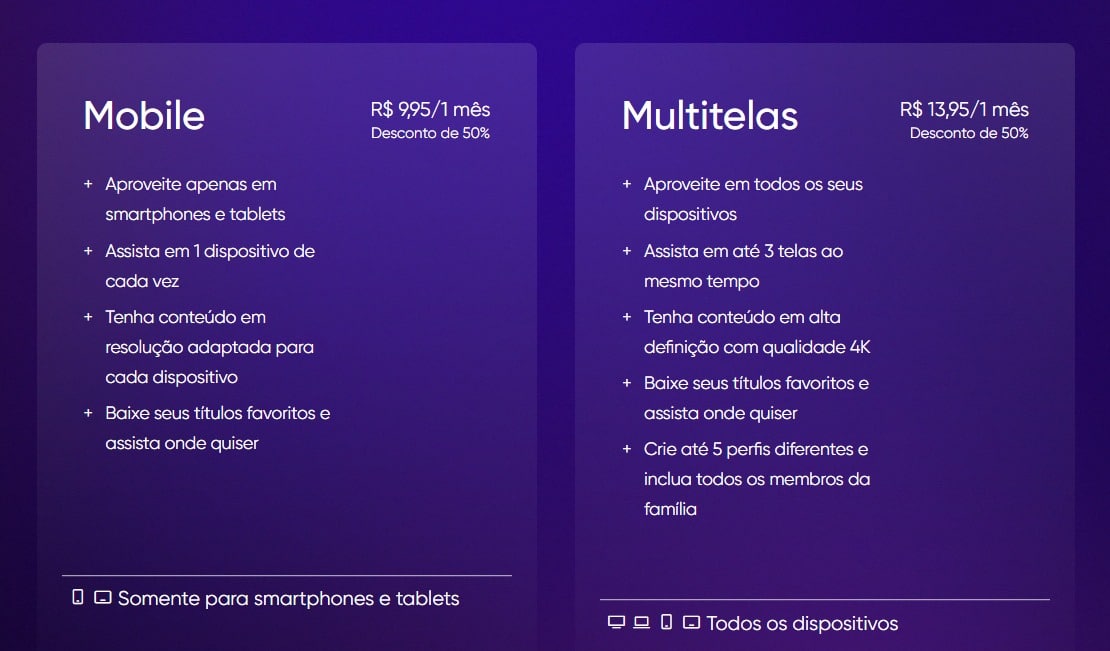 Mobile
R$ 9,95/1 mês
Desconto de 50%
+ Aproveite apenas em
smartphones e tablets
+ Assista em 1 dispositivo de
cada vez
+ Tenha conteúdo em
resolução adaptada para
cada dispositivo
+ Baixe seus títulos favoritos e
assista onde quiser
Somente para smartphones e tablets
Multitelas
R$ 13,95/1 mês
Desconto de 50%
+ Aproveite em todos os seus
dispositivos
+ Assista em até 3 telas ao
mesmo tempo
+ Tenha conteúdo em alta
definição com qualidade 4K
+ Baixe seus títulos favoritos e
assista onde quiser
+ Crie até 5 perfis diferentes e
inclua todos os membros da
família
Todos os dispositivos